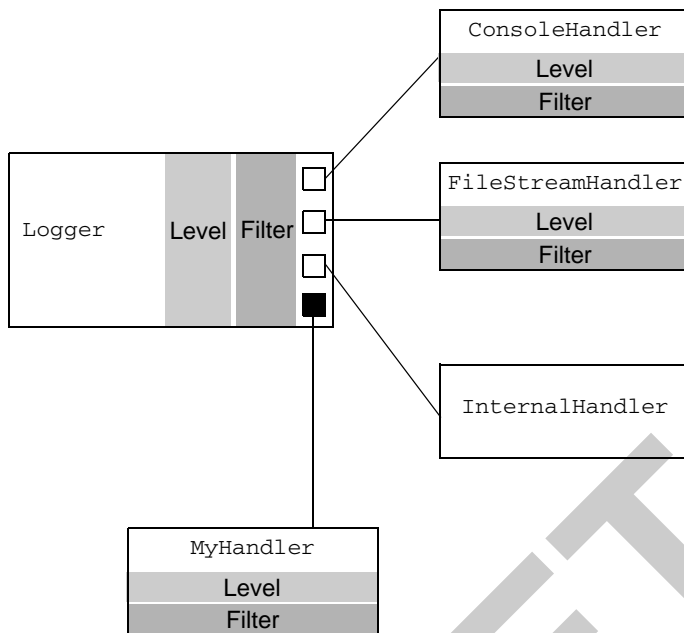 ConsoleHandler
Level
Filter
Logger
Level
Filter
FileStreamHandler
Level
Filter
InternalHandler
MyHandler
Level
Filter